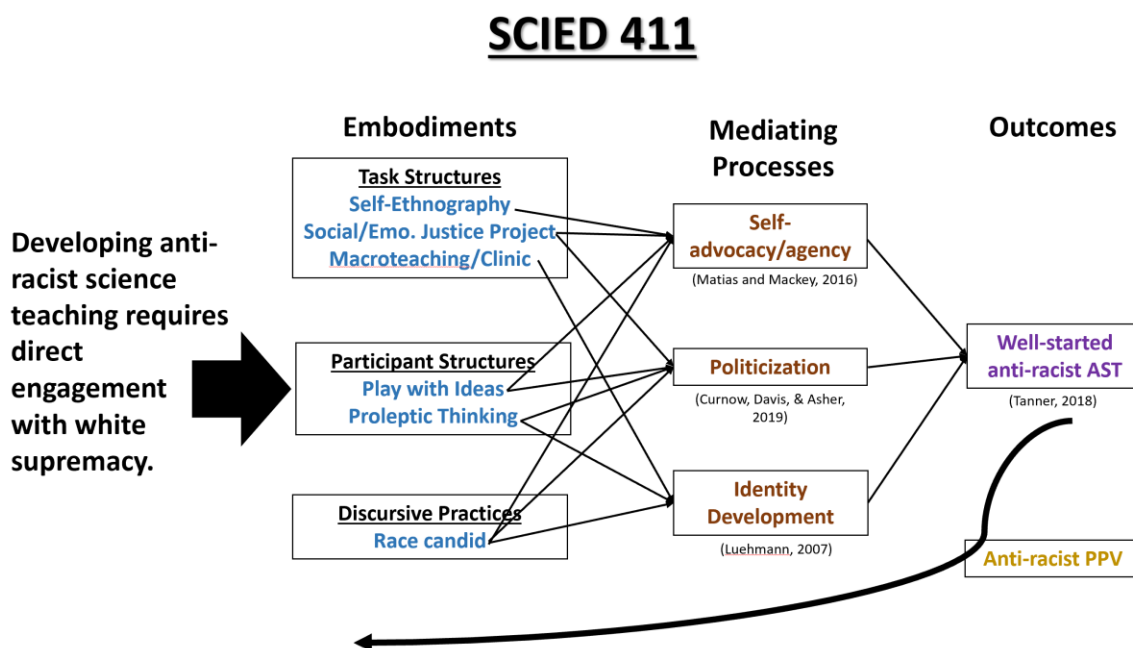 SCIED 411
Embodiments
Mediating
Processes
Outcomes
Developing anti-
racist science
teaching requires
direct
engagement
with white
supremacy.
Task Structures
Self-Ethnography
Social/Emo. Justice Project
Macroteaching/Clinic
Participant Structures
Play with Ideas
Proleptic Thinking
Discursive Practices
Race candid
Self-
advocacy/agency
(Matias and Mackey, 2016)
Politicization
(Curnow, Davis, & Asher,
2019)
Identity
Development
(Luehmann, 2007)
Well-started
anti-racist AST
(Tanner, 2018)
Anti-racist PPV